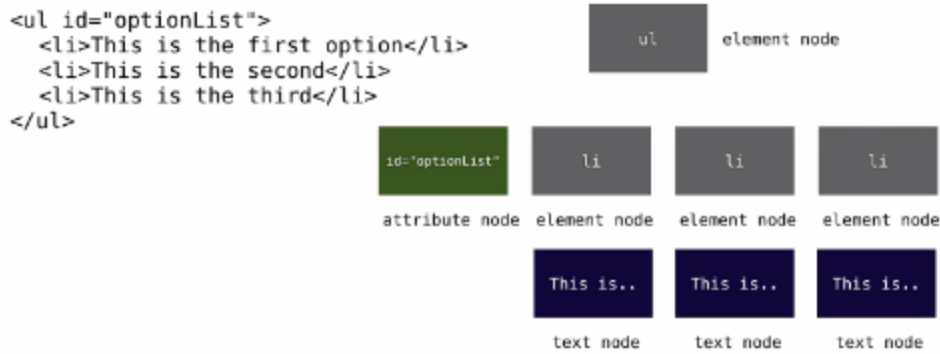 <ul id="optionList">
<li>This is the first option</li>
<li>This is the second</li>
<li>This is the third</li>
</ul>
ul element node
id="optionList" li li li
attribute node element node element node element node
This is.. This is.. This is..
text node text node text node